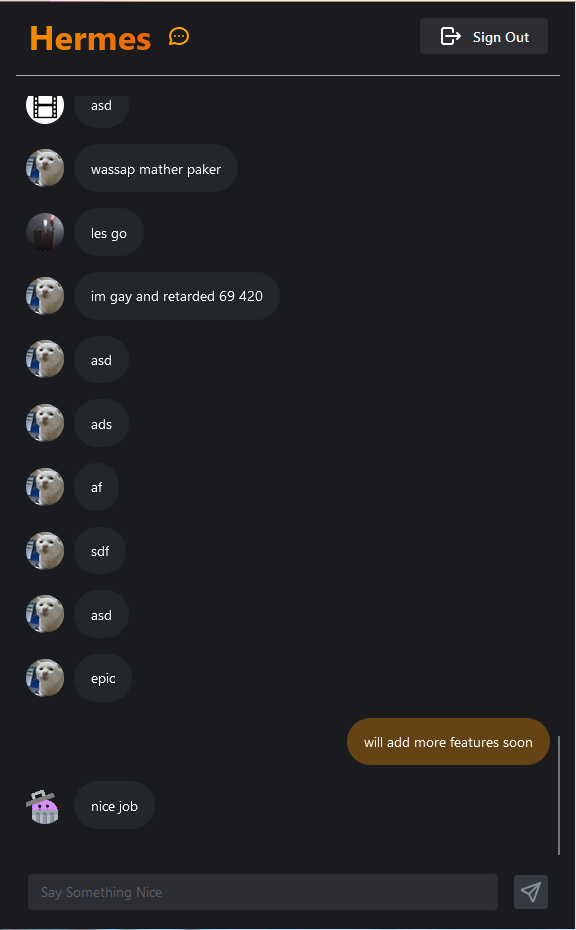 Hermes
Sign Out
asd
wassap mather paker
les go
im gay and retarded 69 420
asd
ads
af
sdf
asd
epic
will add more features soon
nice job
Say Something Nice